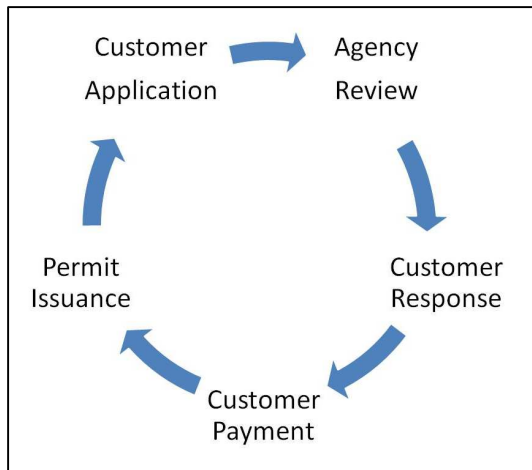 Customer
Application
Agency
Review
Customer
Response
Customer
Payment
Permit
Issuance